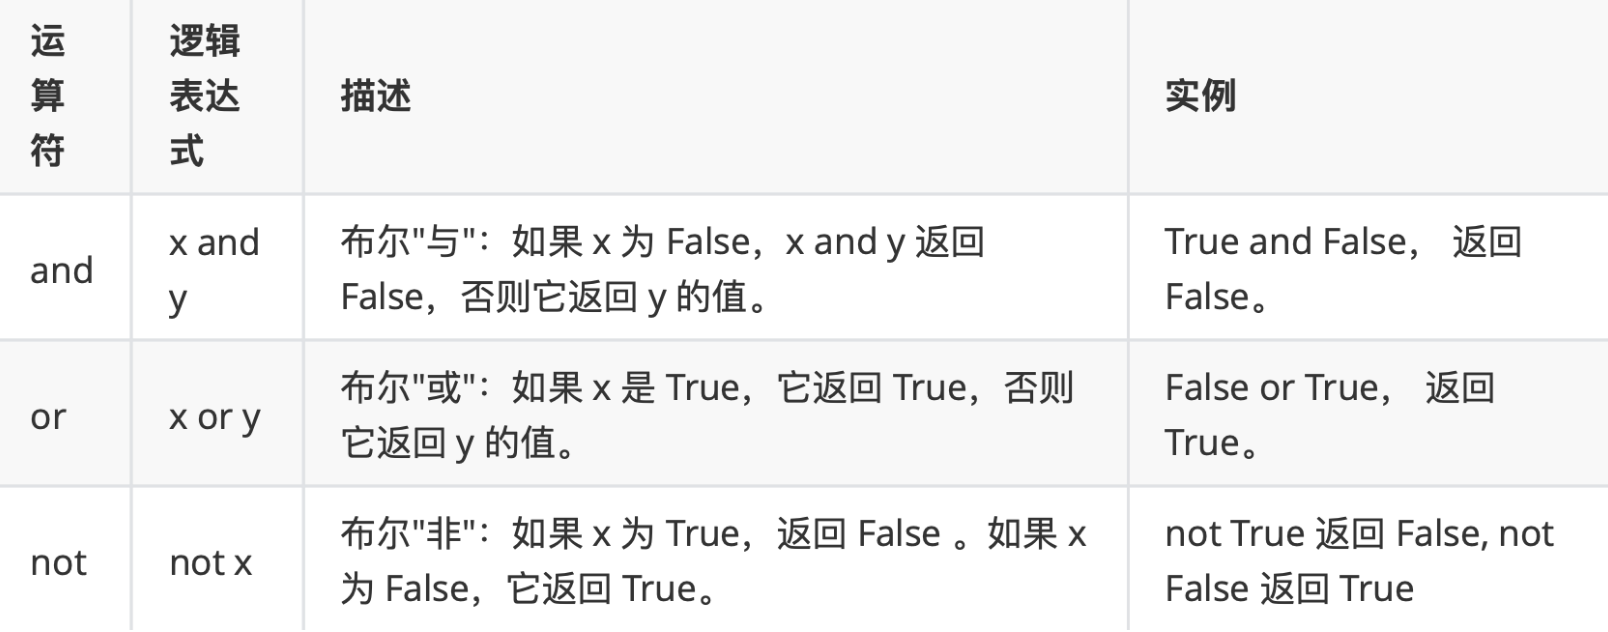 运
算
符
逻辑
表达
式
描述
实例
and
x and
y
布尔"与"：如果 x 为 False，x and y 返回
False，否则它返回 y 的值。
True and False， 返回
False。
or
x or y
布尔"或"：如果 x 是 True，它返回 True，否则
它返回 y 的值。
False or True， 返回
True。
not
not x
布尔"非"：如果 x 为 True，返回 False 。如果 x
为 False，它返回 True。
not True 返回 False, not
False 返回 True